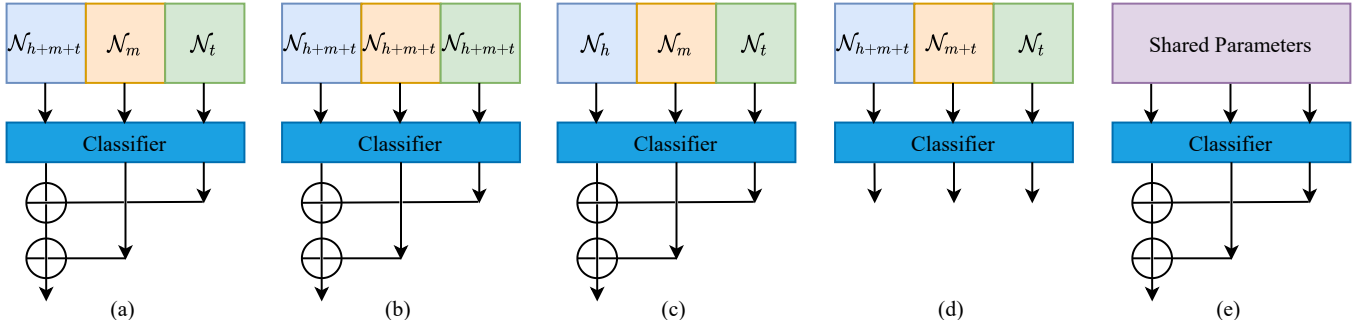 𝒩ₕ₊ₘ₊ₜ 𝒩ₘ 𝒩ₜ 𝒩ₕ₊ₘ₊ₜ 𝒩ₕ₊ₘ₊ₜ 𝒩ₕ₊ₘ₊ₜ 𝒩ₕ 𝒩ₘ 𝒩ₜ 𝒩ₕ₊ₘ₊ₜ 𝒩ₘ₊ₜ 𝒩ₜ Shared Parameters
Classifier Classifier Classifier Classifier Classifier
(a) (b) (c) (d) (e)